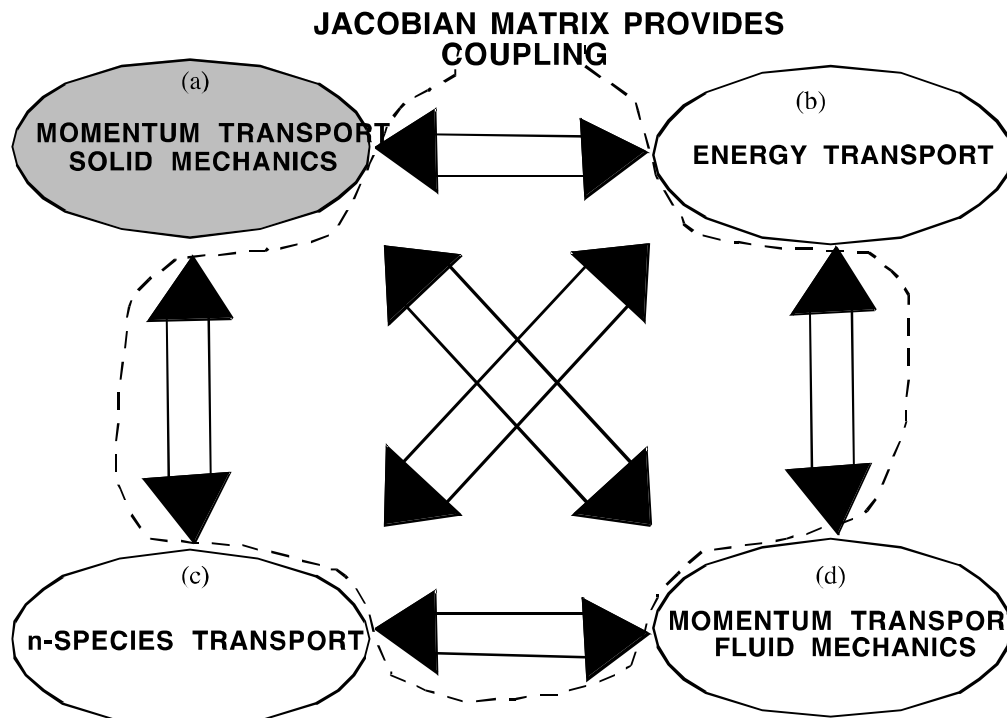 JACOBIAN MATRIX PROVIDES
COUPLING
(a)
MOMENTUM TRANSPORT
SOLID MECHANICS
(b)
ENERGY TRANSPORT
(c)
n-SPECIES TRANSPORT
(d)
MOMENTUM TRANSPOR
FLUID MECHANICS